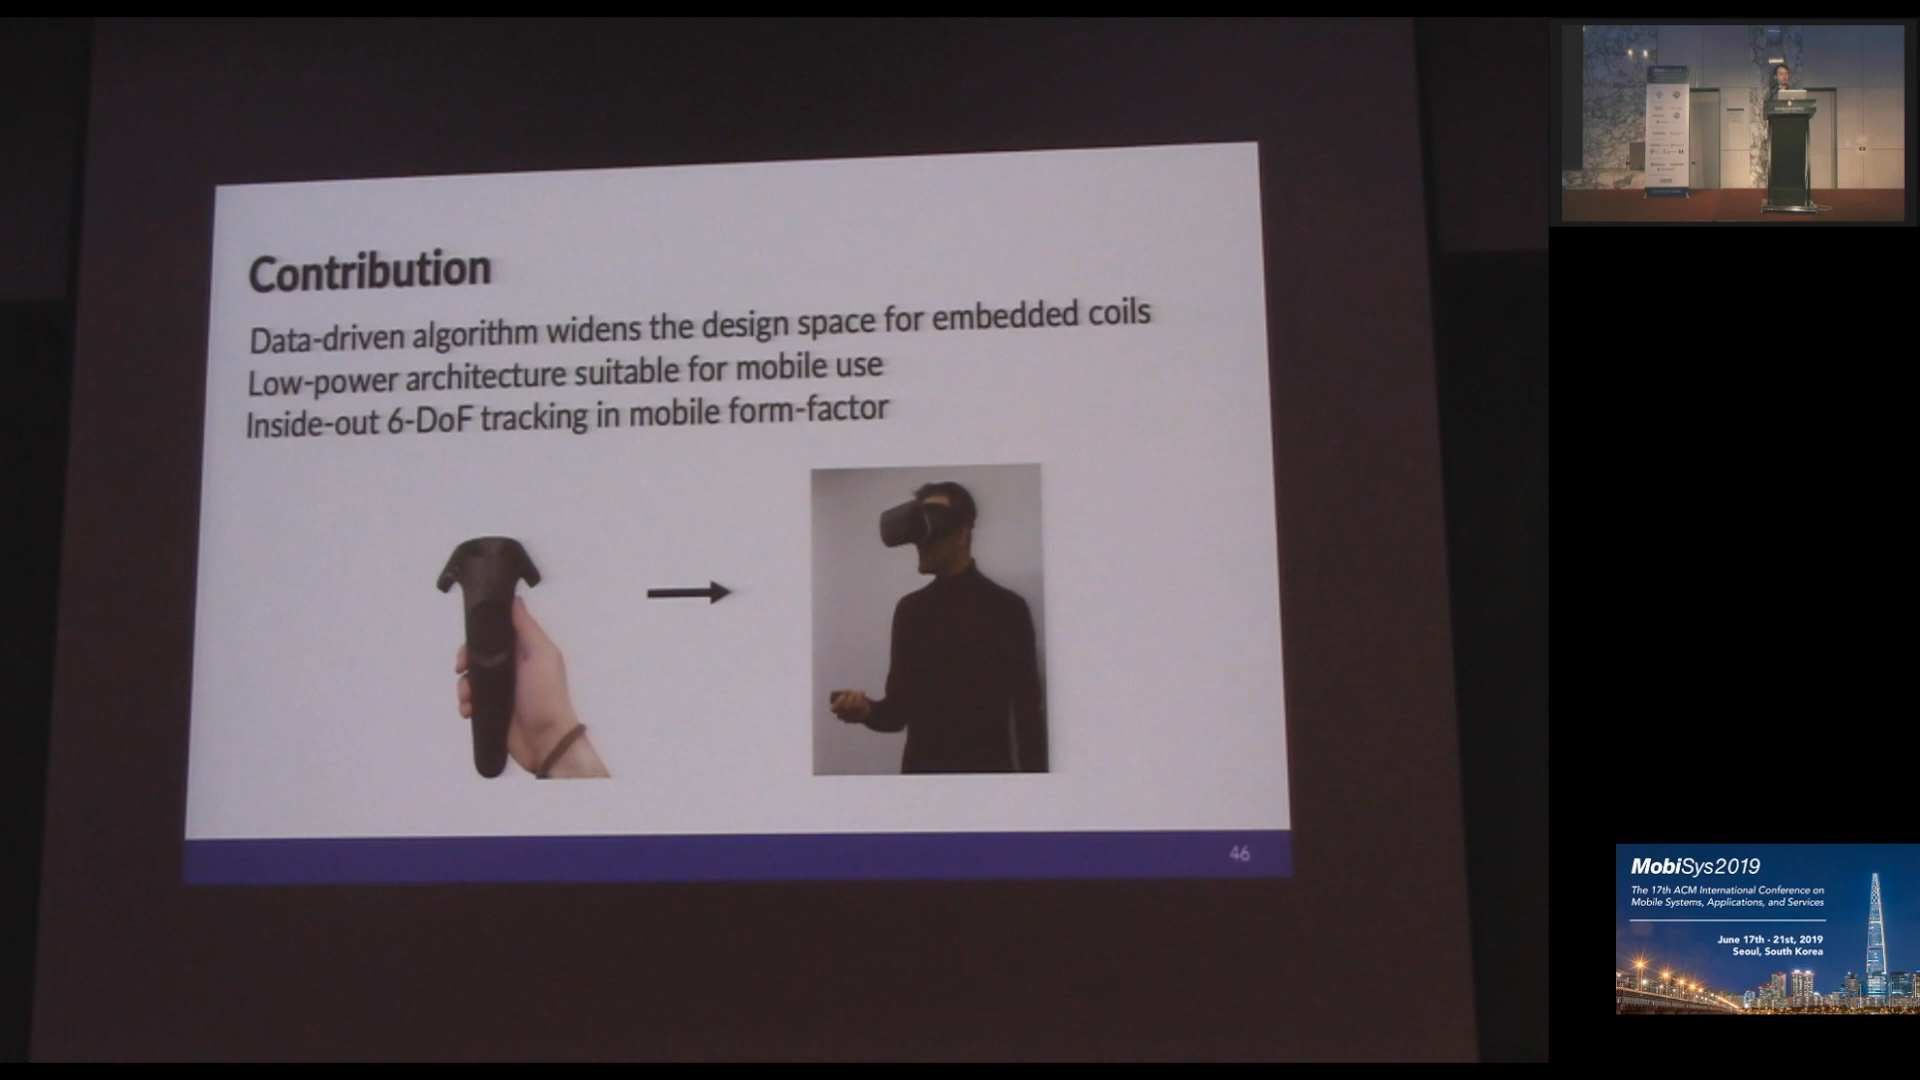 Contribution
Data-driven algorithm widens the design space for embedded coils
Low-power architecture suitable for mobile use
Inside-out 6-DoF tracking in mobile form-factor
46
MobiSys2019
The 17th ACM International Conference on
Mobile Systems, Applications, and Services
June 17th - 21st, 2019
Seoul, South Korea